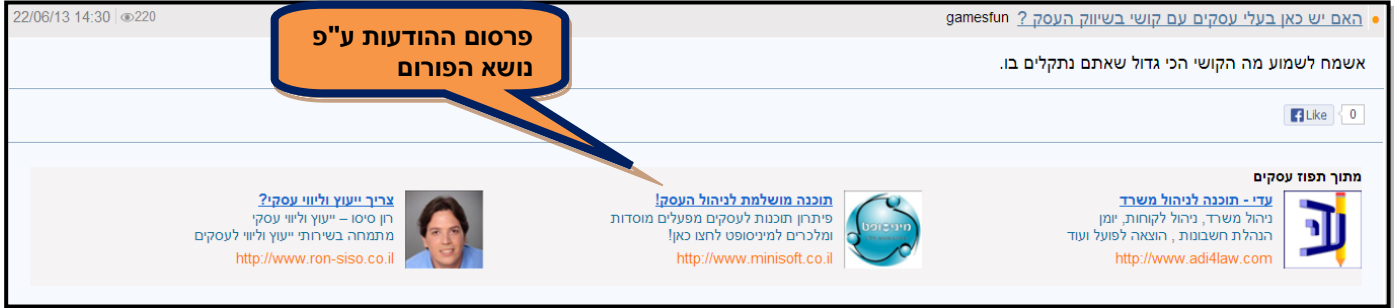 האם יש כאן בעלי עסקים עם קושי בשיווק העסק ? gamesfun 22/06/13 14:30 220
פרסום ההודעות ע"פ
נושא הפורום
אשמח לשמוע מה הקושי הכי גדול שאתם נתקלים בו.
Like 0
מתוך תפוז עסקים
עדי
עדי - תוכנה לניהול משרד
ניהול משרד, ניהול לקוחות, יומן
הנהלת חשבונות , הוצאה לפועל ועוד
http://www.adi4law.com
מיניסופט
תוכנה מושלמת לניהול העסק!
פיתרון תוכנות לעסקים מפעלים מוסדות
ומלכרים למיניסופט לחצו כאן!
http://www.minisoft.co.il
צריך ייעוץ וליווי עסקי?
רון סיסו – ייעוץ וליווי עסקי
מתמחה בשירותי ייעוץ וליווי לעסקים
http://www.ron-siso.co.il